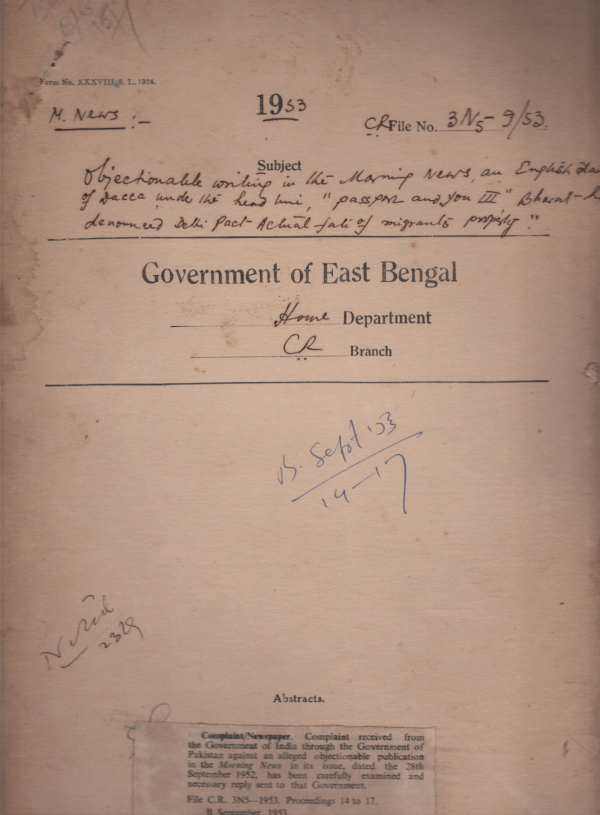 Form No. XXXVIII, S. L., 1924.
M. News :-
1953
CR File No. 3N5- 9/53.
Subject
Objectionable writing in the Morning News, an English
of Dacca under the head line, "passport and you III" Bharat
denounced Delhi Pact Actual fate of migrants property."
Government of East Bengal
Home Department
CR Branch
B. Sept '53
14-17
Abstracts.
Complaint/Newspaper. Complaint received from
the Government of India through the Government of
Pakistan against an alleged objectionable publication
in the Morning News in its issue, dated the 28th
September 1952, has been carefully examined and
necessary reply sent to that Government.
File C.R. 3N5—1953. Proceedings 14 to 17.
B September, 1953.